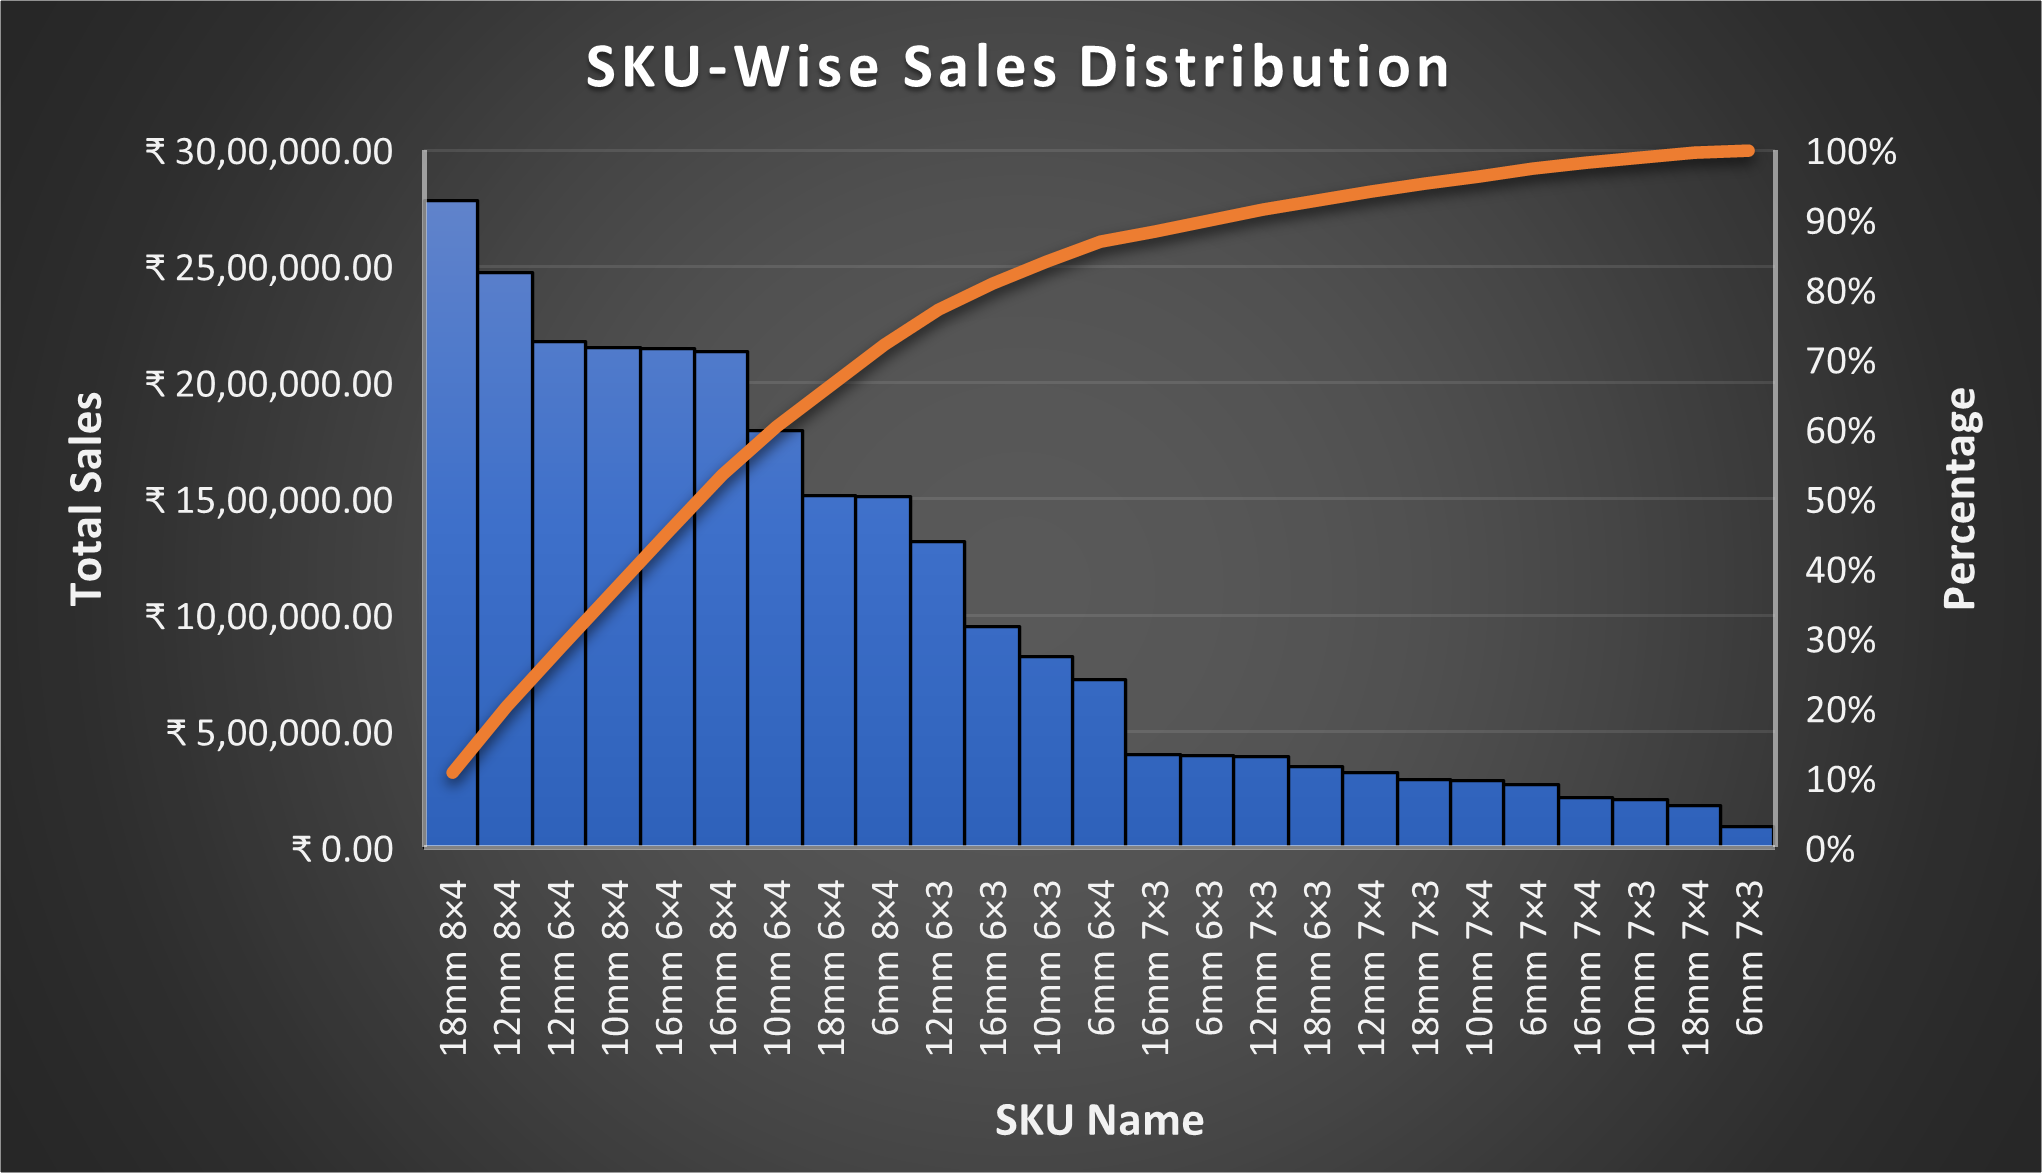 SKU-Wise Sales Distribution
₹ 30,00,000.00
₹ 25,00,000.00
₹ 20,00,000.00
₹ 15,00,000.00
₹ 10,00,000.00
₹ 5,00,000.00
₹ 0.00
Total Sales
100%
90%
80%
70%
60%
50%
40%
30%
20%
10%
0%
Percentage
18mm 8×4
12mm 8×4
12mm 6×4
10mm 8×4
16mm 6×4
16mm 8×4
10mm 6×4
18mm 6×4
6mm 8×4
12mm 6×3
16mm 6×3
10mm 6×3
6mm 6×4
16mm 7×3
6mm 6×3
12mm 7×3
18mm 6×3
12mm 7×4
18mm 7×3
10mm 7×4
6mm 7×4
16mm 7×4
10mm 7×3
18mm 7×4
6mm 7×3
SKU Name